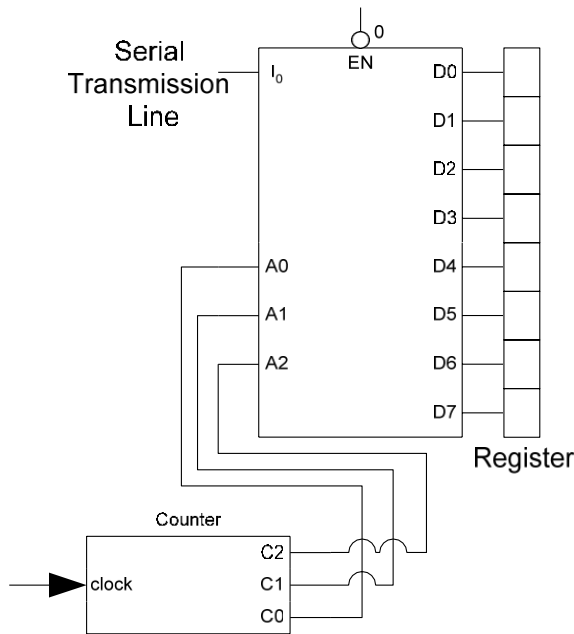 0
EN
Serial
Transmission
Line
I0
D0
D1
D2
D3
A0
D4
A1
D5
A2
D6
D7
Register
Counter
C2
clock
C1
C0